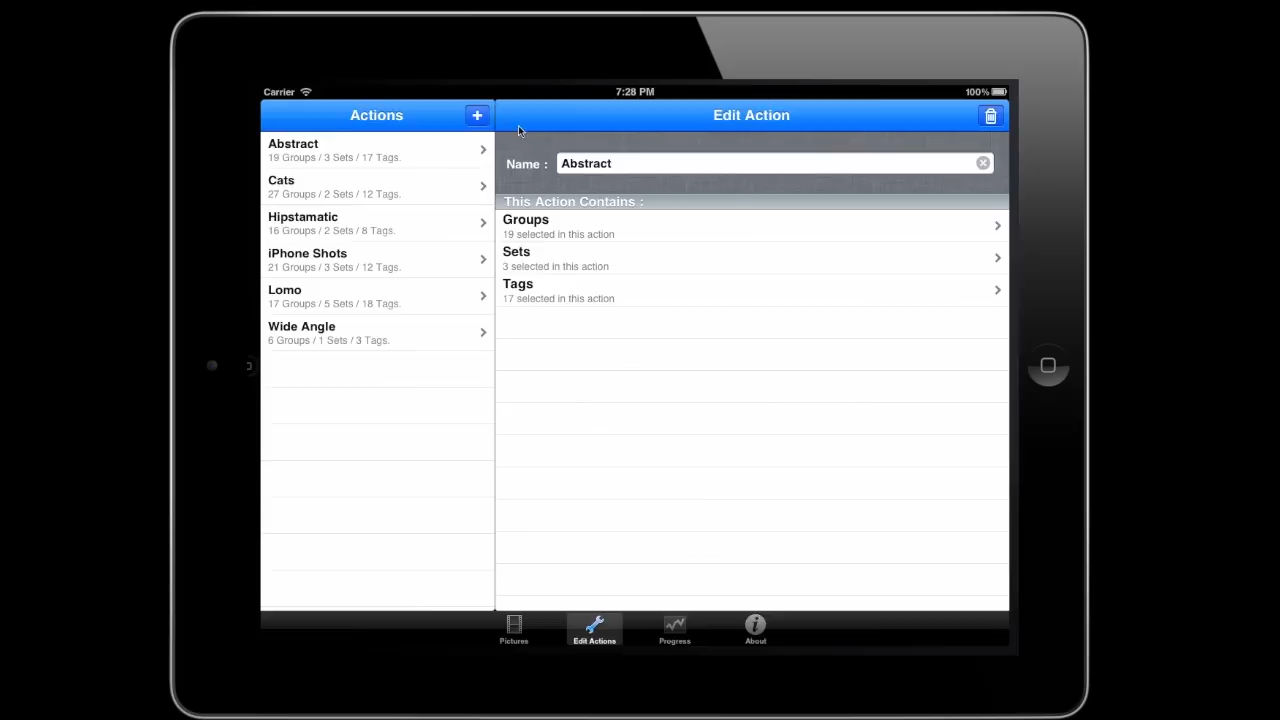 Carrier 7:28 PM 100%
Actions + Edit Action
Abstract
19 Groups / 3 Sets / 17 Tags.
Cats
27 Groups / 2 Sets / 12 Tags.
Hipstamatic
16 Groups / 2 Sets / 8 Tags.
iPhone Shots
21 Groups / 3 Sets / 12 Tags.
Lomo
17 Groups / 5 Sets / 18 Tags.
Wide Angle
6 Groups / 1 Sets / 3 Tags.
Name : Abstract
This Action Contains :
Groups
19 selected in this action
Sets
3 selected in this action
Tags
17 selected in this action
Pictures Edit Actions Progress About